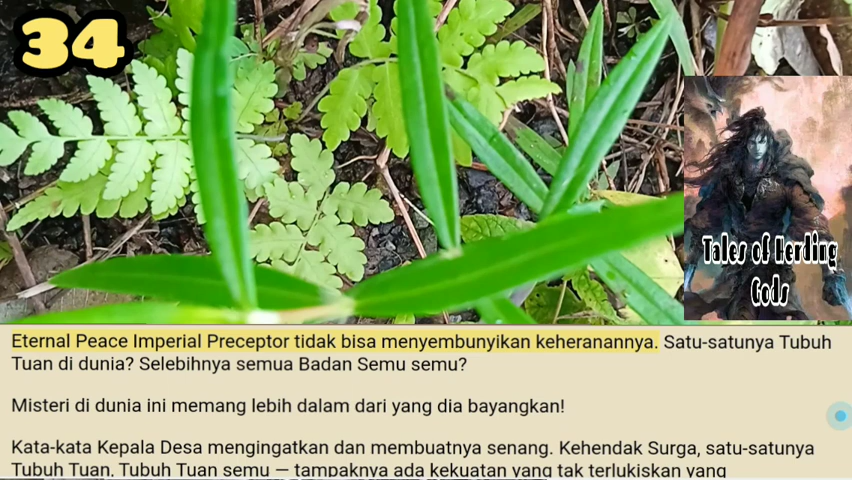 34
Tales of Herding
Gods
Eternal Peace Imperial Preceptor tidak bisa menyembunyikan keheranannya. Satu-satunya Tubuh
Tuan di dunia? Selebihnya semua Badan Semu semu?
Misteri di dunia ini memang lebih dalam dari yang dia bayangkan!
Kata-kata Kepala Desa mengingatkan dan membuatnya senang. Kehendak Surga, satu-satunya
Tubuh Tuan. Tubuh Tuan semu — tampaknya ada kekuatan yang tak terlukiskan yang